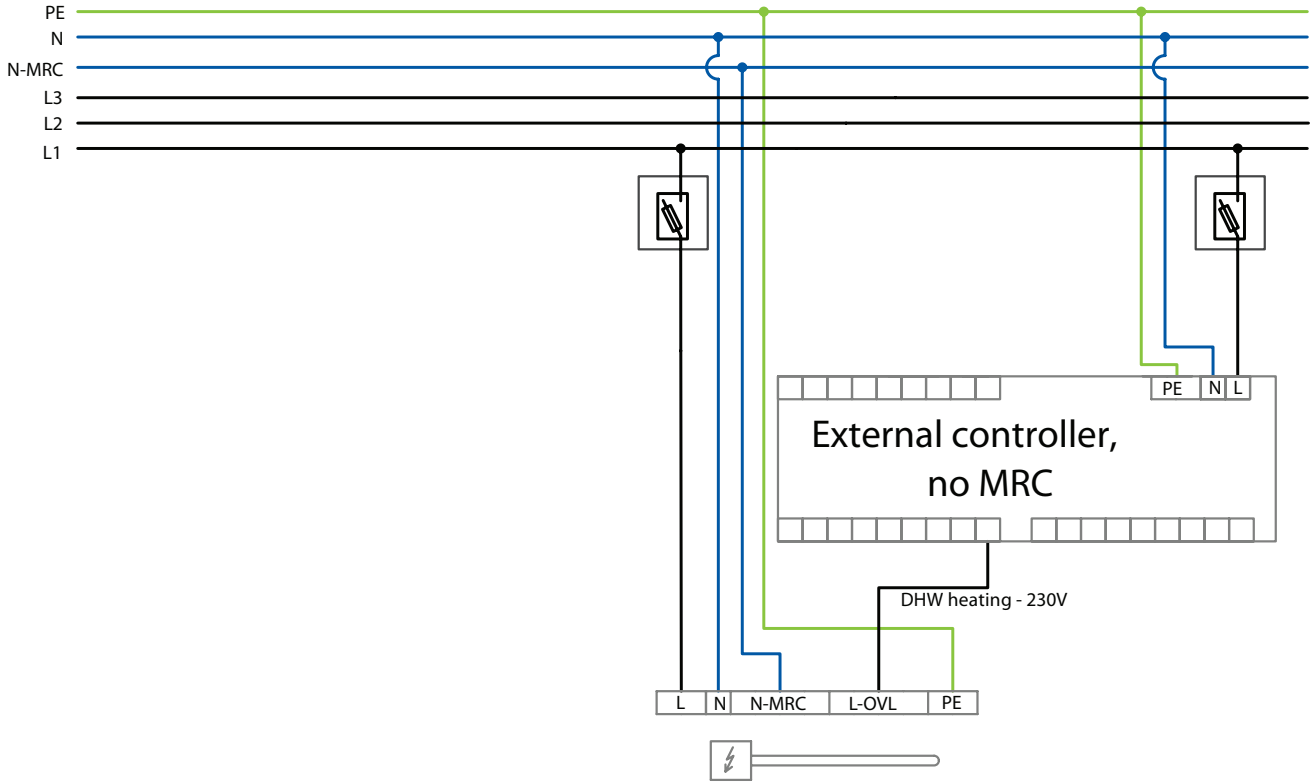 PE
N
N-MRC
L3
L2
L1
PE N L
External controller,
no MRC
DHW heating - 230V
L N N-MRC L-OVL PE